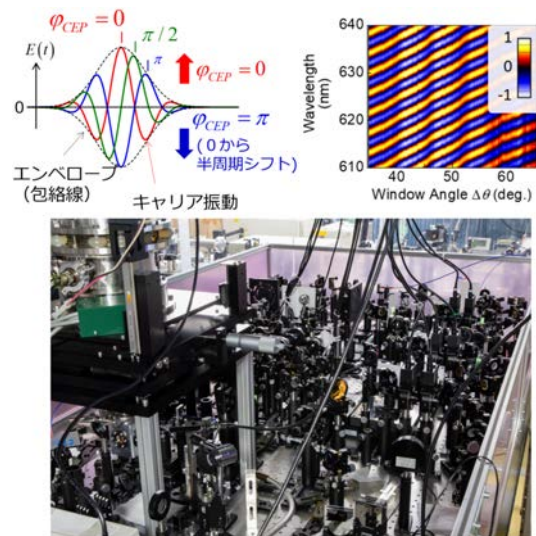 φCEP = 0
π / 2
E(t)
π
φCEP = 0
0
φCEP = π
(0から
半周期シフト)
エンベロープ
(包絡線)
キャリア振動
640
630
620
610
Wavelength
(nm)
1
0
-1
40
50
60
Window Angle Δθ (deg.)